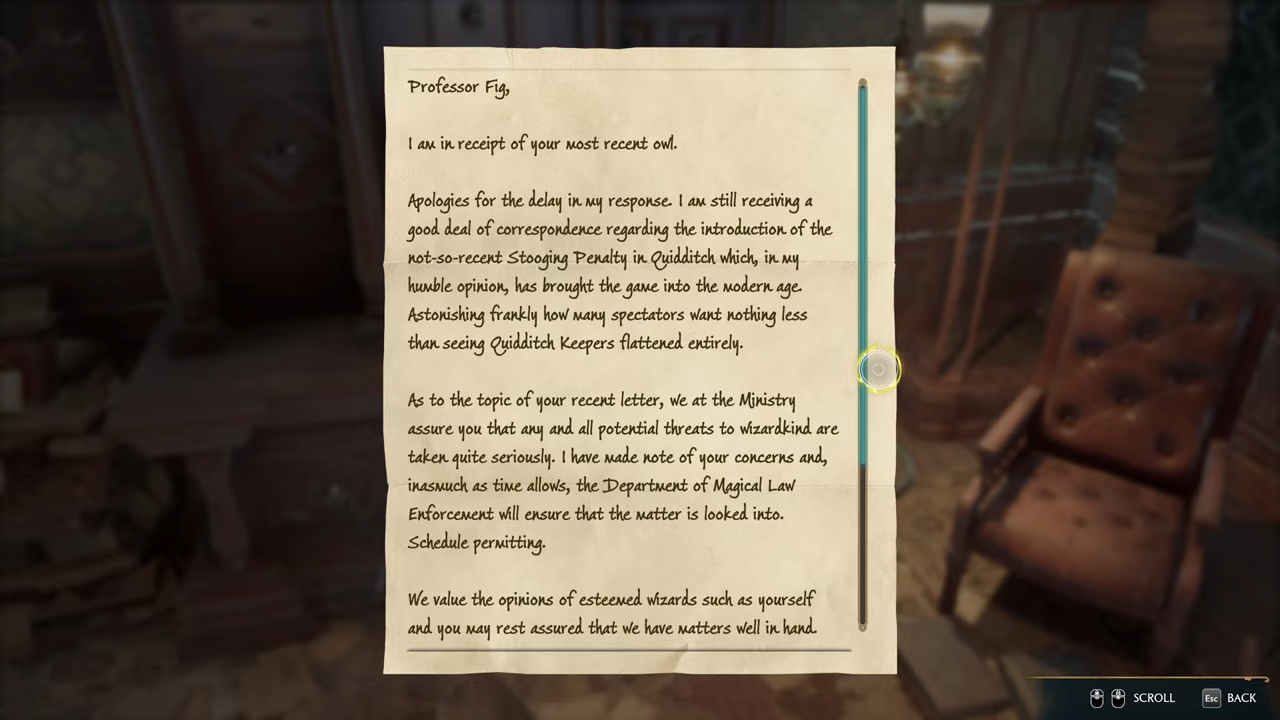 Professor Fig,
I am in receipt of your most recent owl.
Apologies for the delay in my response. I am still receiving a
good deal of correspondence regarding the introduction of the
not-so-recent Stooging Penalty in Quidditch which, in my
humble opinion, has brought the game into the modern age.
Astonishing frankly how many spectators want nothing less
than seeing Quidditch Keepers flattened entirely.
As to the topic of your recent letter, we at the Ministry
assure you that any and all potential threats to wizardkind are
taken quite seriously. I have made note of your concerns and,
inasmuch as time allows, the Department of Magical Law
Enforcement will ensure that the matter is looked into.
Schedule permitting.
We value the opinions of esteemed wizards such as yourself
and you may rest assured that we have matters well in hand.
SCROLL
Esc BACK